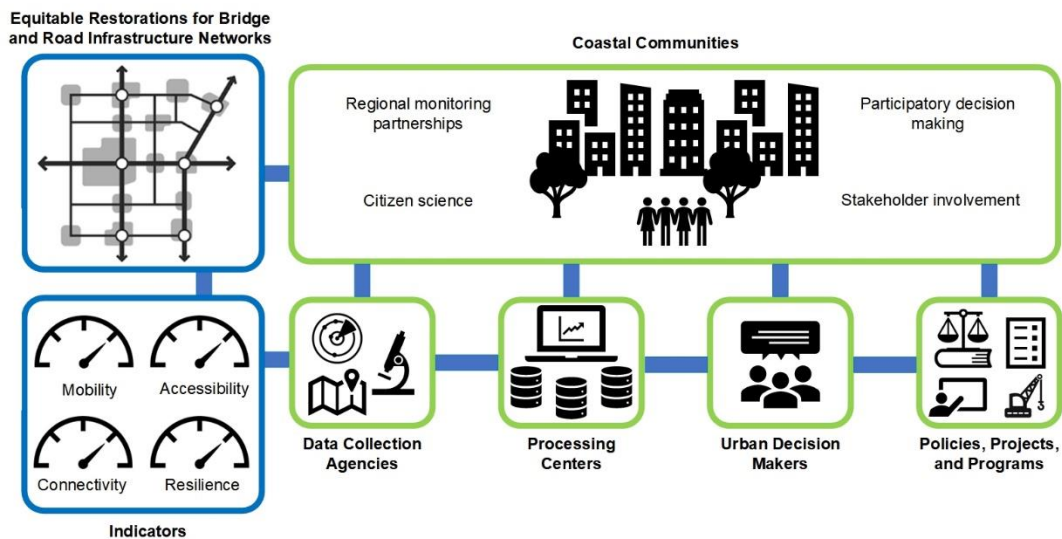 Equitable Restorations for Bridge
and Road Infrastructure Networks
Coastal Communities
Regional monitoring
partnerships
Participatory decision
making
Citizen science
Stakeholder involvement
Mobility
Accessibility
Connectivity
Resilience
Indicators
Data Collection
Agencies
Processing
Centers
Urban Decision
Makers
Policies, Projects,
and Programs